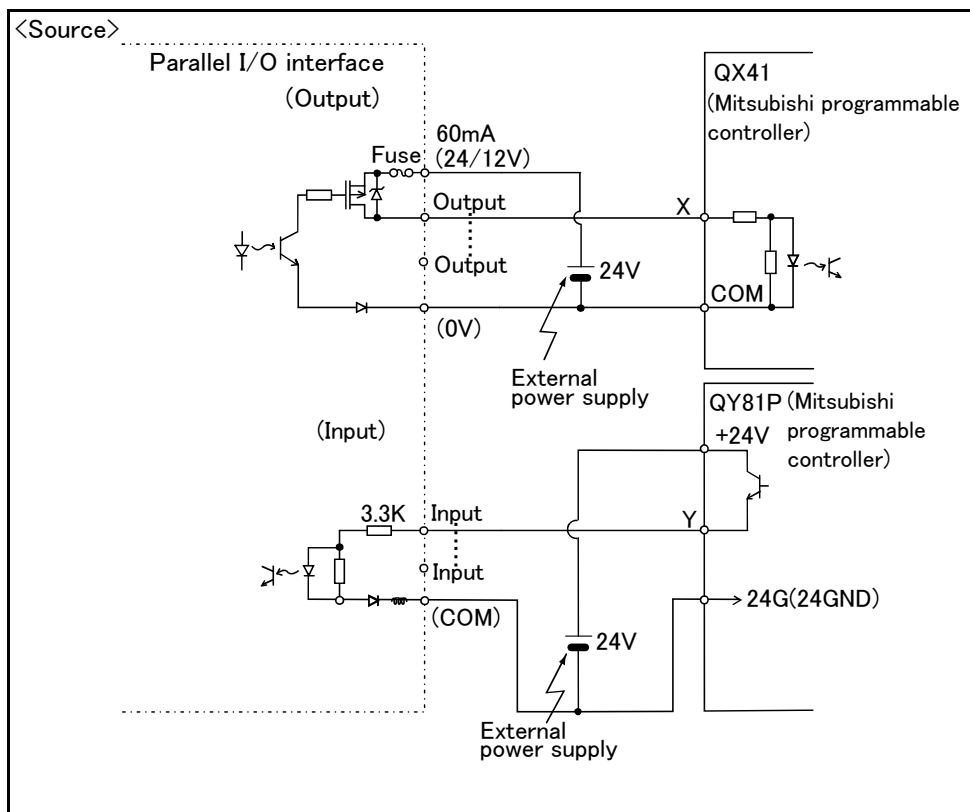 <Source>
Parallel I/O interface
(Output)
QX41
(Mitsubishi programmable
controller)
60mA
(24/12V)
Fuse
Output
X
Output
24V
COM
(0V)
External
power supply
QY81P (Mitsubishi
programmable
controller)
+24V
(Input)
3.3K
Input
Y
Input
(COM)
24G(24GND)
24V
External
power supply